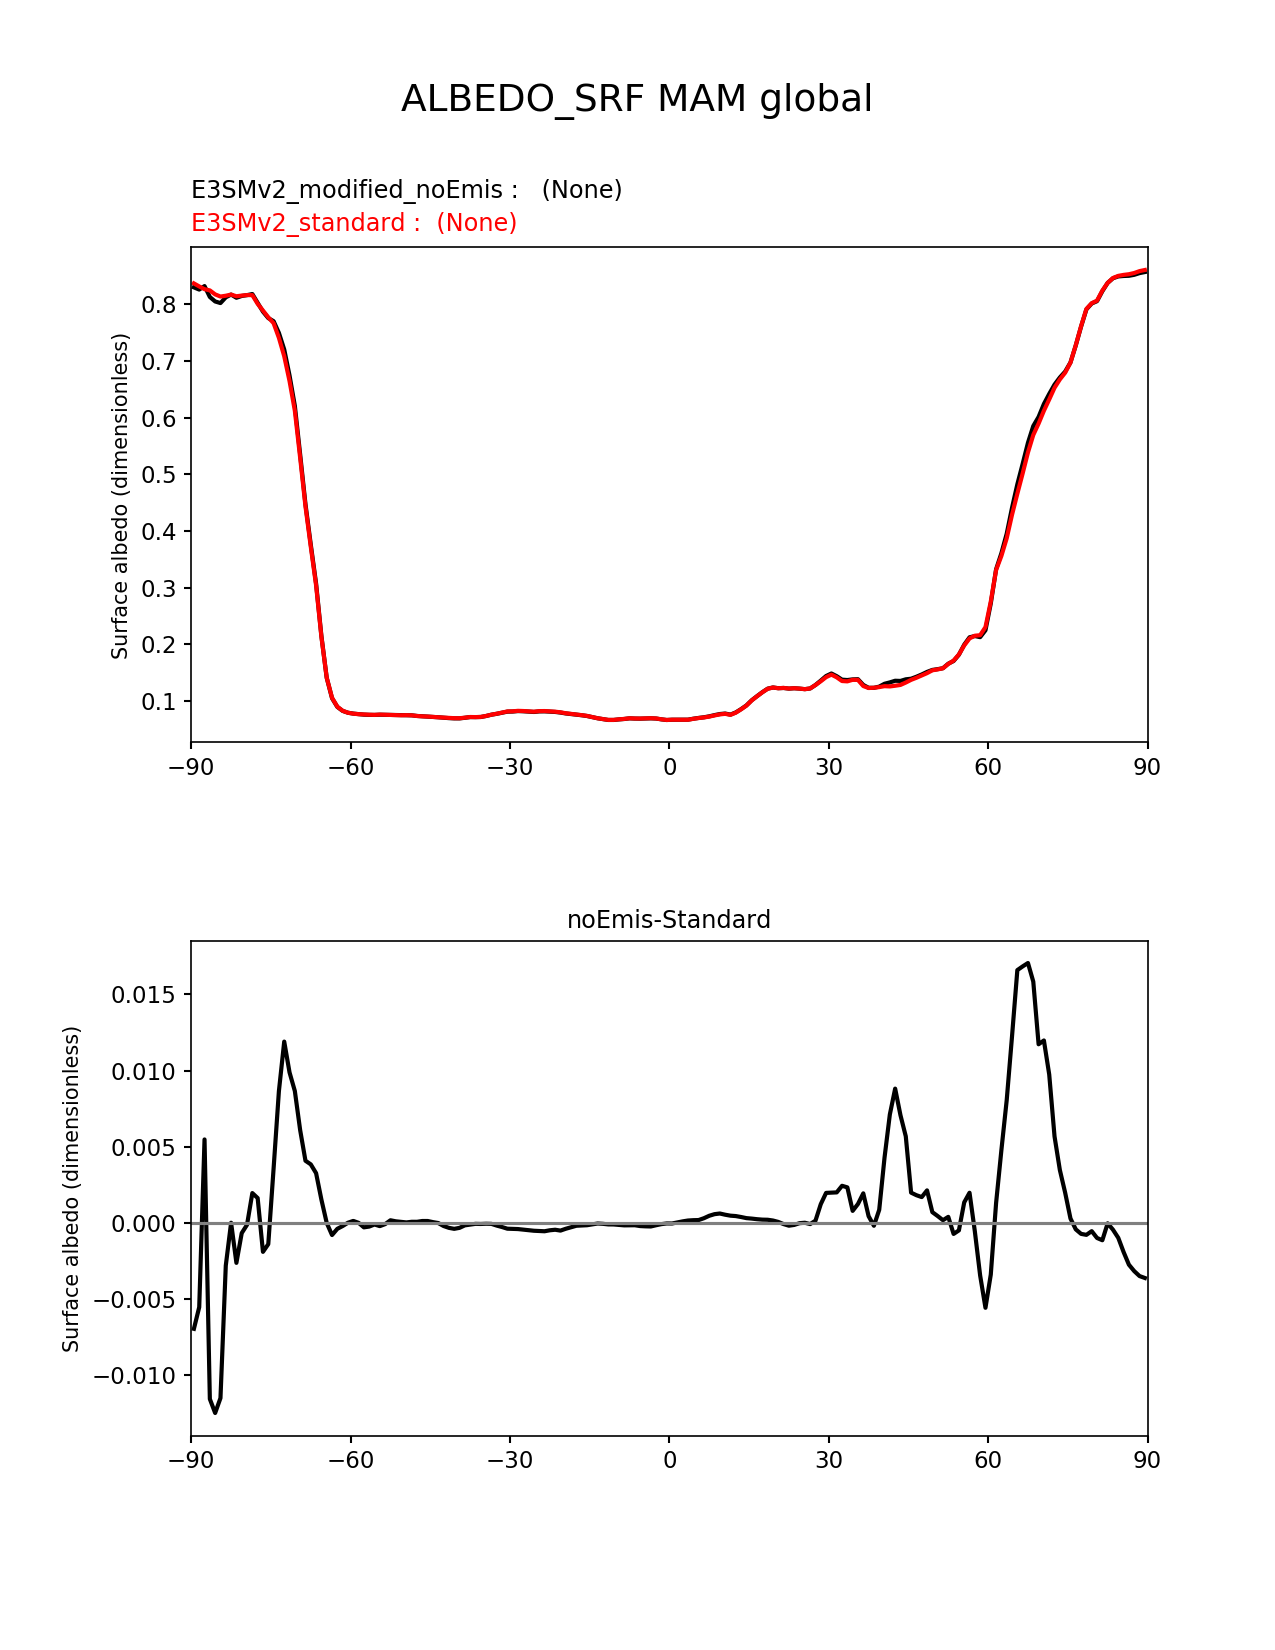 ALBEDO_SRF MAM global
E3SMv2_modified_noEmis :   (None)
E3SMv2_standard :  (None)
Surface albedo (dimensionless)
0.8
0.7
0.6
0.5
0.4
0.3
0.2
0.1
−90 −60 −30 0 30 60 90
noEmis-Standard
Surface albedo (dimensionless)
0.015
0.010
0.005
0.000
−0.005
−0.010
−90 −60 −30 0 30 60 90